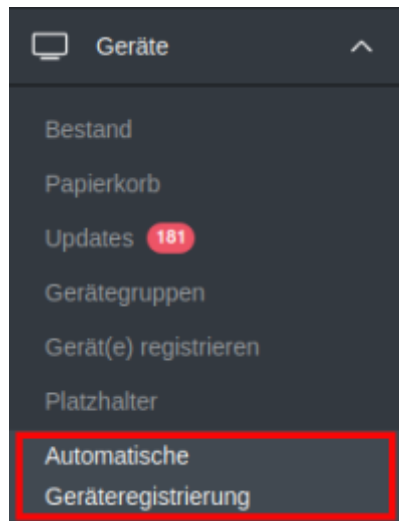 Geräte
Bestand
Papierkorb
Updates 181
Gerätegruppen
Gerät(e) registrieren
Platzhalter
Automatische
Geräteregistrierung